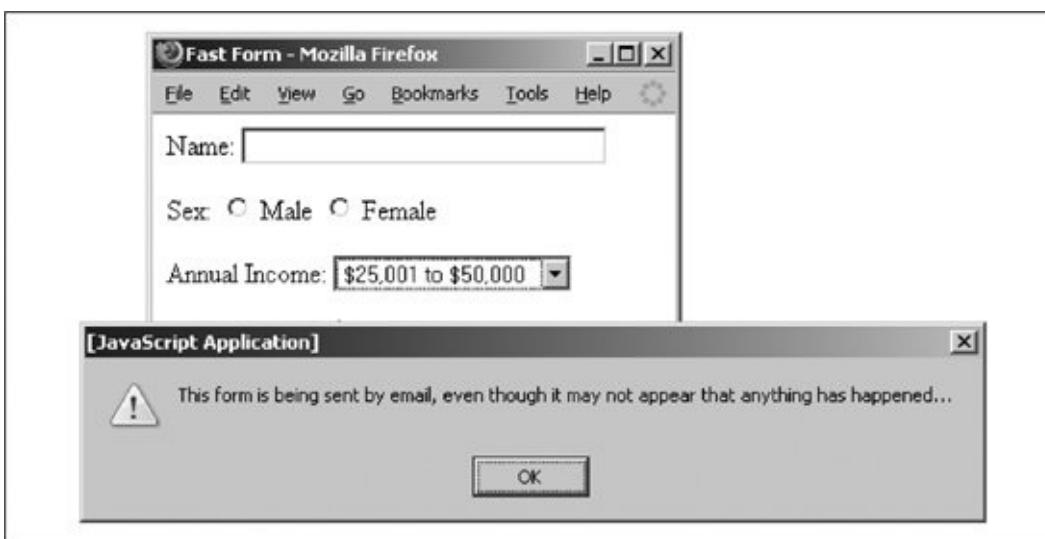 Fast Form - Mozilla Firefox
File Edit View Go Bookmarks Tools Help
Name:
Sex: Male Female
Annual Income: $25,001 to $50,000
[JavaScript Application]
This form is being sent by email, even though it may not appear that anything has happened...
OK